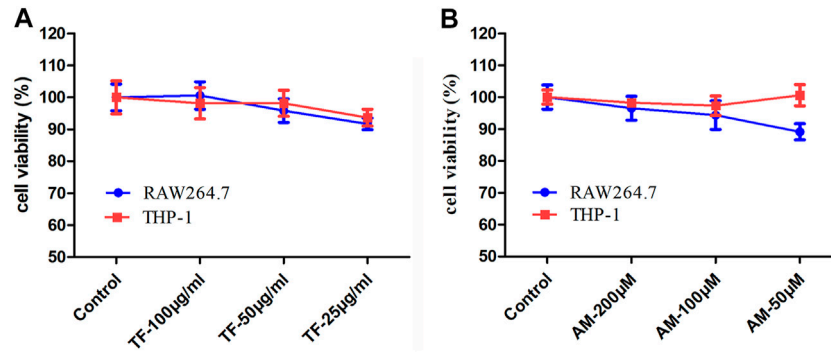 A
120
110
100
90
80
70
60
50
cell viability (%)
RAW264.7
THP-1
Control
TF-100μg/ml
TF-50μg/ml
TF-25μg/ml
B
120
110
100
90
80
70
60
50
cell viability (%)
RAW264.7
THP-1
Control
AM-200μM
AM-100μM
AM-50μM